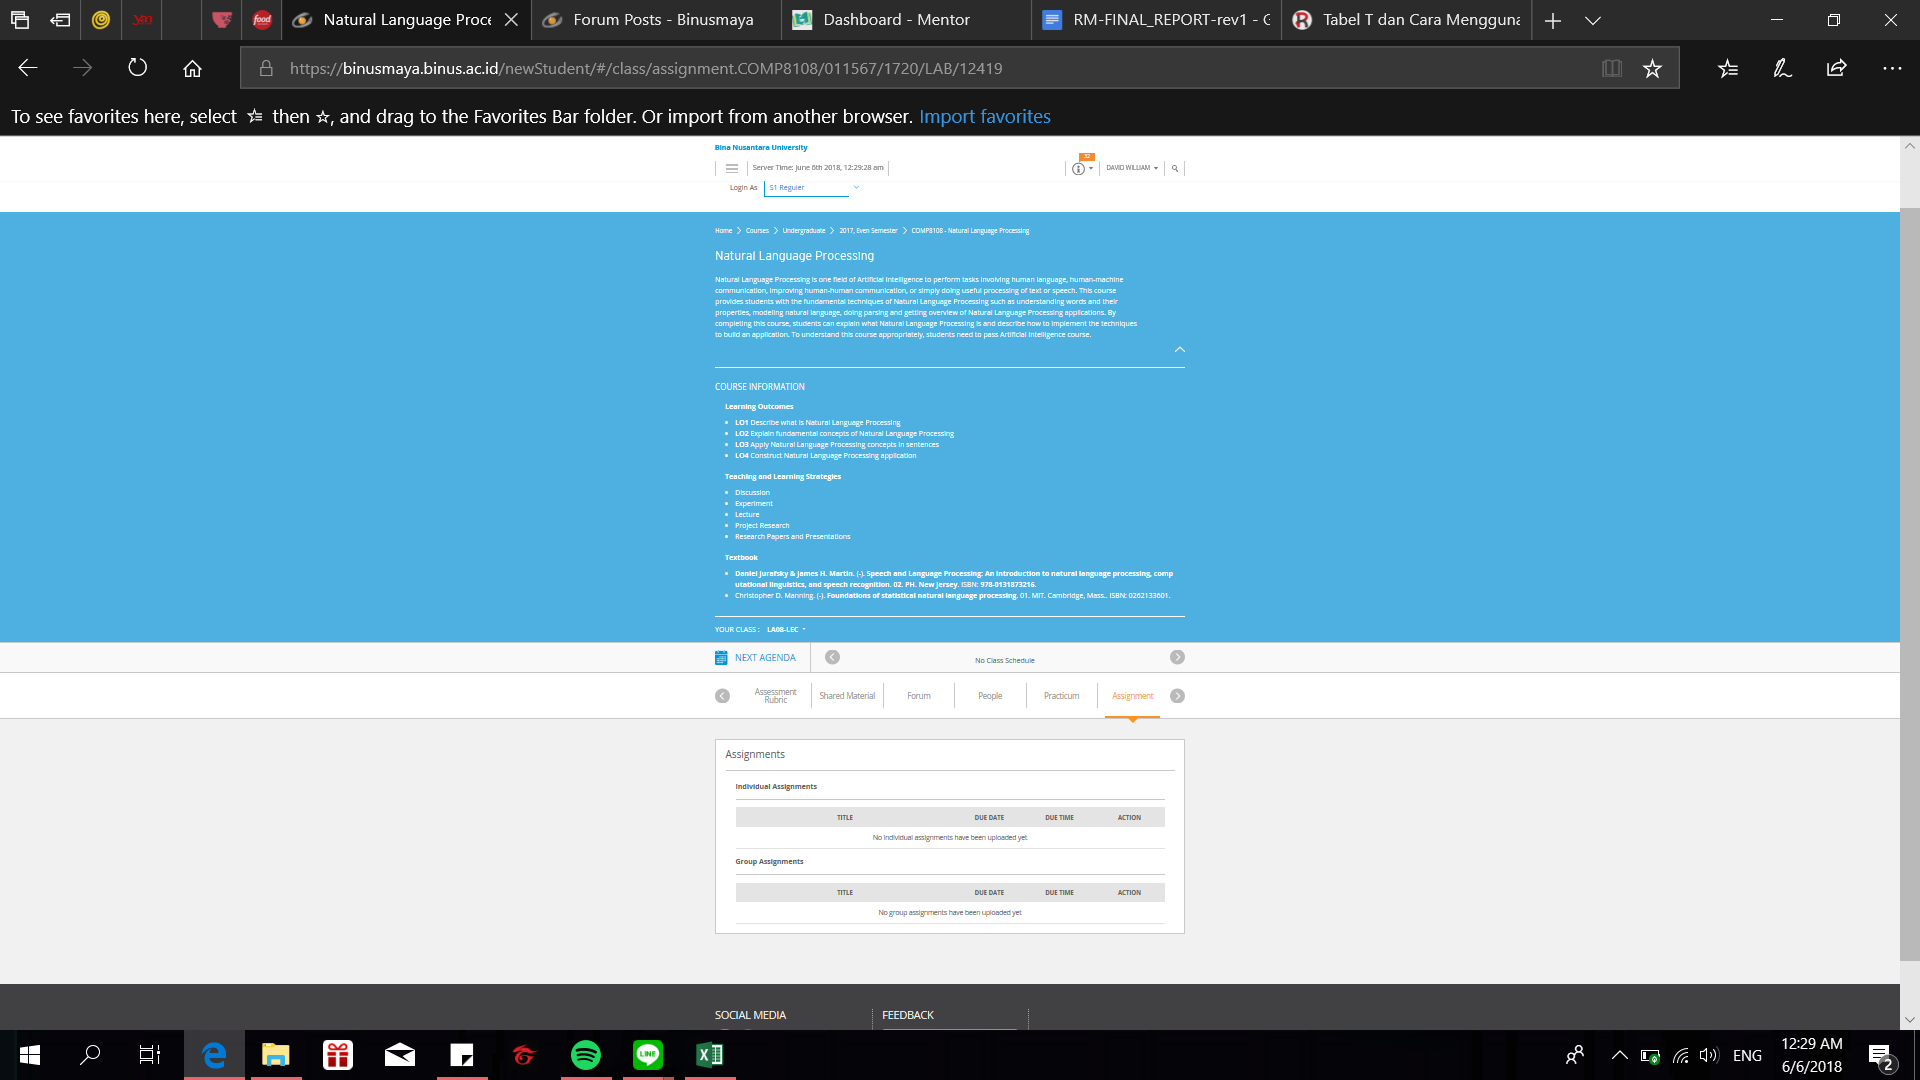 Natural Language Proce
Forum Posts - Binusmaya
Dashboard - Mentor
RM-FINAL_REPORT-rev1 - G
Tabel T dan Cara Mengguna
https://binusmaya.binus.ac.id/newStudent/#/class/assignment.COMP8108/011567/1720/LAB/12419
To see favorites here, select then , and drag to the Favorites Bar folder. Or import from another browser. Import favorites
Bina Nusantara University
Server Time: June 6th 2018, 12:29:28 am
DAVID WILLIAM
Login As S1 Reguler
Home > Courses > Undergraduate > 2017, Even Semester > COMP8108 - Natural Language Processing
Natural Language Processing
Natural Language Processing is one field of Artificial Intelligence to perform tasks involving human language, human-machine
communication, improving human-human communication, or simply doing useful processing of text or speech. This course
provides students with the fundamental techniques of Natural Language Processing such as understanding words and their
properties, modeling natural language, doing parsing and getting overview of Natural Language Processing applications. By
completing this course, students can explain what Natural Language Processing is and describe how to implement the techniques
to build an application. To understand this course appropriately, students need to pass Artificial Intelligence course.
COURSE INFORMATION
Learning Outcomes
• LO1 Describe what is Natural Language Processing
• LO2 Explain fundamental concepts of Natural Language Processing
• LO3 Apply Natural Language Processing concepts in sentences
• LO4 Construct Natural Language Processing application
Teaching and Learning Strategies
• Discussion
• Experiment
• Lecture
• Project Research
• Research Papers and Presentations
Textbook
• Daniel Jurafsky & James H. Martin. (-). Speech and Language Processing: An introduction to natural language processing, comp
utational linguistics, and speech recognition. 02. PH. New Jersey. ISBN: 978-0131873216.
• Christopher D. Manning. (-). Foundations of statistical natural language processing. 01. MIT. Cambridge, Mass.. ISBN: 0262133601.
YOUR CLASS : LA08-LEC
NEXT AGENDA
No Class Schedule
Assessment
Rubric
Shared Material
Forum
People
Practicum
Assignment
Assignments
Individual Assignments
TITLE DUE DATE DUE TIME ACTION
No individual assignments have been uploaded yet
Group Assignments
TITLE DUE DATE DUE TIME ACTION
No group assignments have been uploaded yet
SOCIAL MEDIA
FEEDBACK
LINE
ENG
12:29 AM
6/6/2018
2